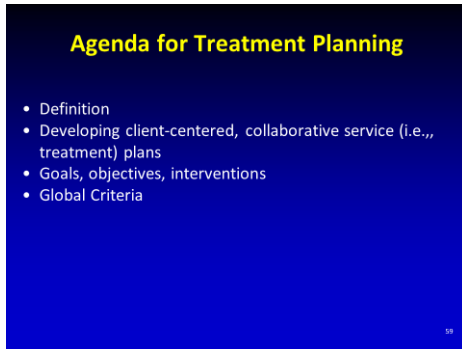 Agenda for Treatment Planning
• Definition
• Developing client-centered, collaborative service (i.e.,,
treatment) plans
• Goals, objectives, interventions
• Global Criteria
59